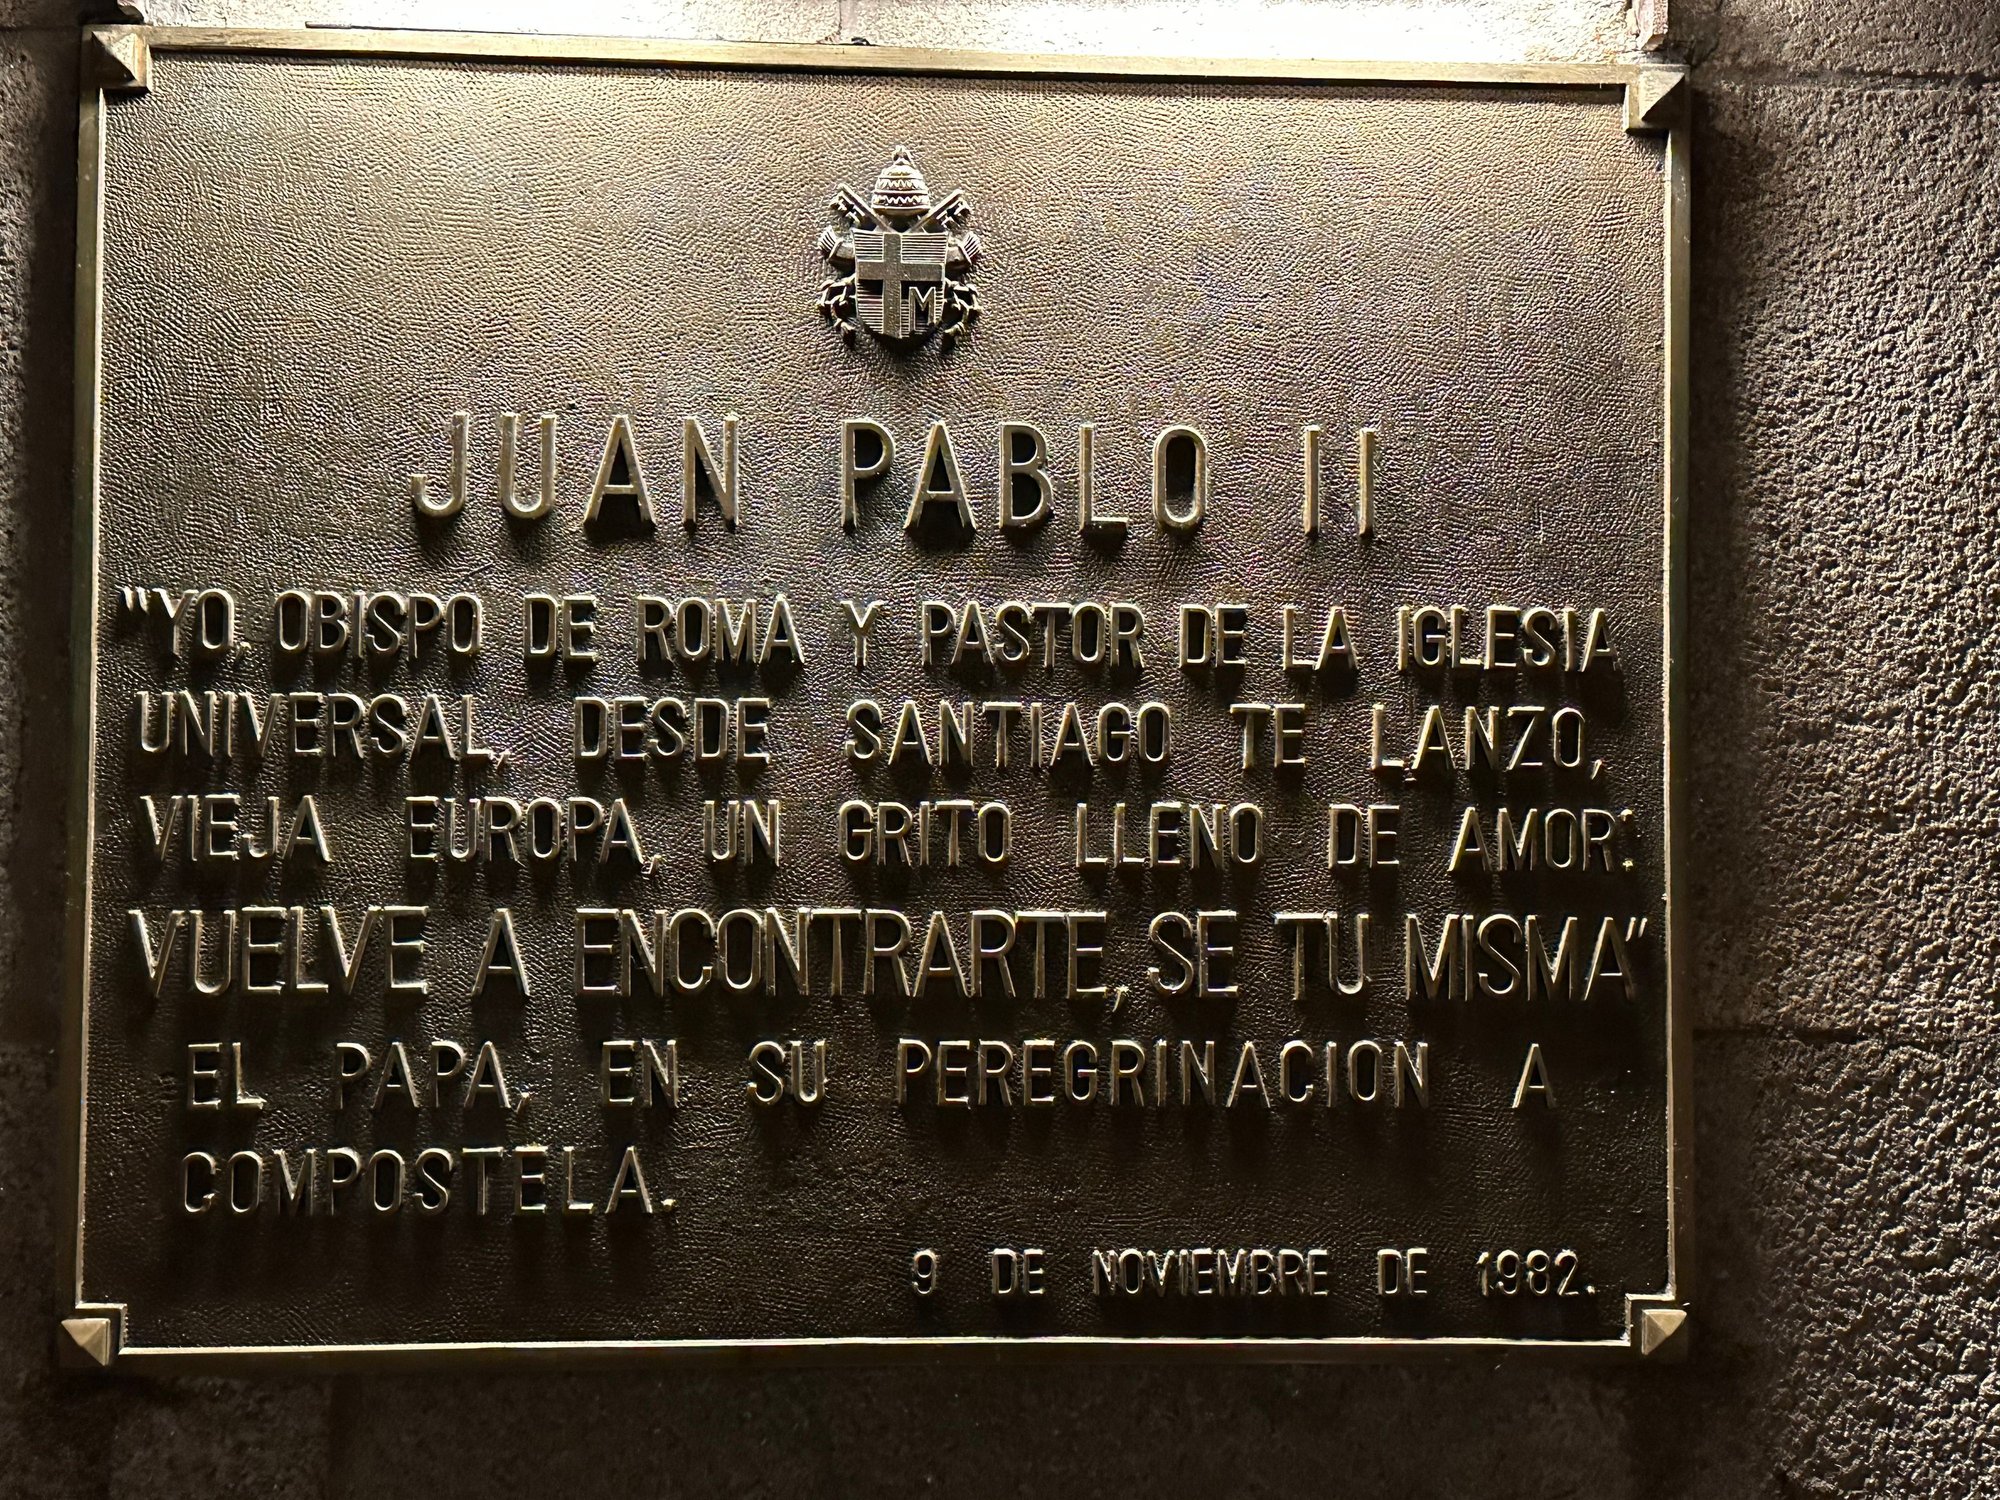 M
JUAN PABLO II
"YO, OBISPO DE ROMA Y PASTOR DE LA IGLESIA
UNIVERSAL, DESDE SANTIAGO TE LANZO,
VIEJA EUROPA, UN GRITO LLENO DE AMOR:
VUELVE A ENCONTRARTE, SE TU MISMA"
EL PAPA, EN SU PEREGRINACION A
COMPOSTELA.
9 DE NOVIEMBRE DE 1982.